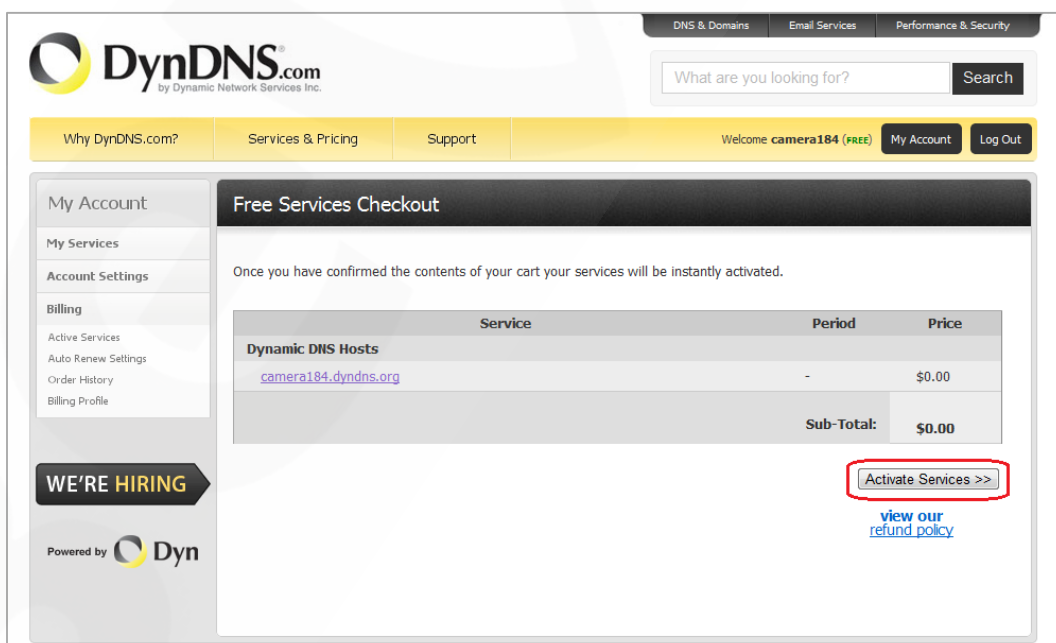 DNS & Domains Email Services Performance & Security
DynDNS.com
by Dynamic Network Services Inc.
What are you looking for? Search
Why DynDNS.com? Services & Pricing Support Welcome camera184 (FREE) My Account Log Out
My Account
My Services
Account Settings
Billing
Active Services
Auto Renew Settings
Order History
Billing Profile
WE'RE HIRING
Powered by Dyn
Free Services Checkout
Once you have confirmed the contents of your cart your services will be instantly activated.
Service Period Price
Dynamic DNS Hosts
camera184.dyndns.org - $0.00
Sub-Total: $0.00
Activate Services >>
view our
refund policy